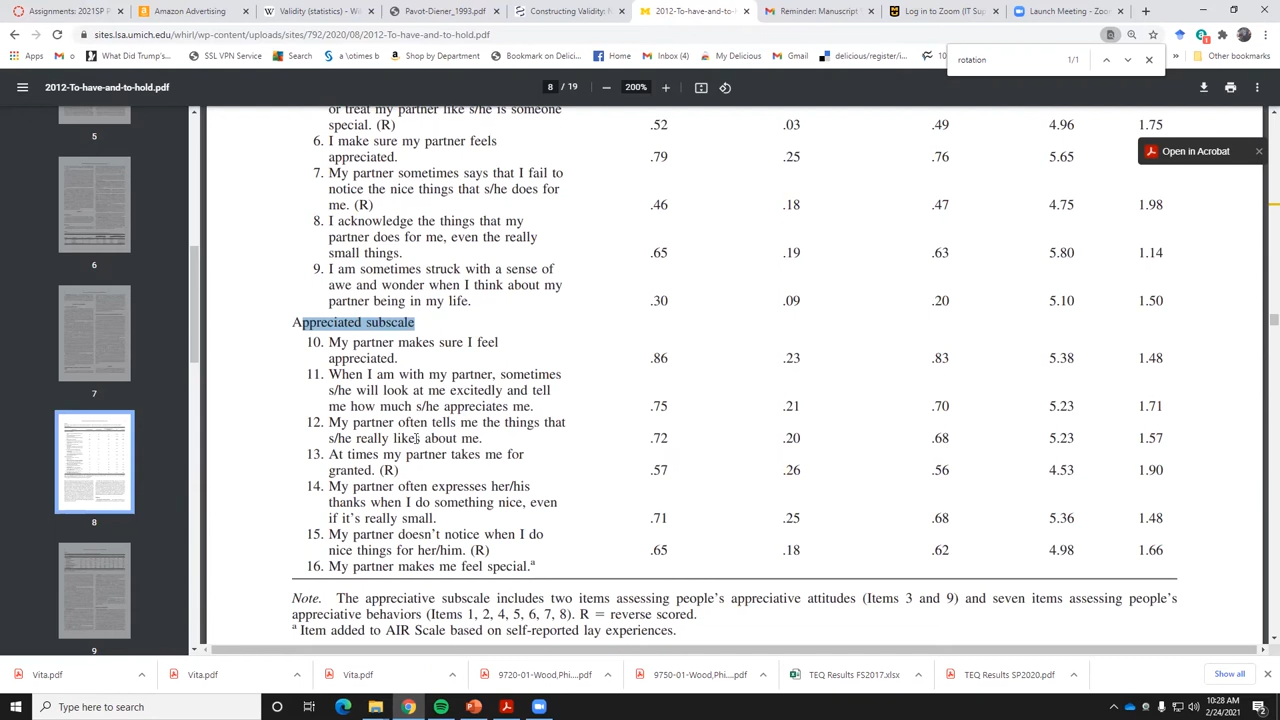 Assignments: 2021SP I
Amazon Advertising
Validity (statistics) - Wi
Pavot-Diener_1993.pdf
Constructing Validity: N
2012-To-have-and-to-hold
Reminder: Manuscript
Log in to Zoom (IT Sup
Launch Meeting - Zoom
sites.lsa.umich.edu/whirl/wp-content/uploads/sites/792/2020/08/2012-To-have-and-to-hold.pdf
Apps
What Did Trump's
SSL VPN Service
Search
a \otimes b
Shop by Department
Bookmark on Delici...
Home
Inbox (4)
My Delicious
Gmail
delicious/register/i...
Other bookmarks
rotation
1/1
2012-To-have-and-to-hold.pdf
8 / 19
200%
Open in Acrobat
5
6
7
8
9
or treat my partner like s/he is someone
special. (R) .52 .03 .49 4.96 1.75
6. I make sure my partner feels
appreciated. .79 .25 .76 5.65
7. My partner sometimes says that I fail to
notice the nice things that s/he does for
me. (R) .46 .18 .47 4.75 1.98
8. I acknowledge the things that my
partner does for me, even the really
small things. .65 .19 .63 5.80 1.14
9. I am sometimes struck with a sense of
awe and wonder when I think about my
partner being in my life. .30 .09 .20 5.10 1.50
Appreciated subscale
10. My partner makes sure I feel
appreciated. .86 .23 .83 5.38 1.48
11. When I am with my partner, sometimes
s/he will look at me excitedly and tell
me how much s/he appreciates me. .75 .21 .70 5.23 1.71
12. My partner often tells me the things that
s/he really likes about me. .72 .20 .68 5.23 1.57
13. At times my partner takes me for
granted. (R) .57 .26 .56 4.53 1.90
14. My partner often expresses her/his
thanks when I do something nice, even
if it's really small. .71 .25 .68 5.36 1.48
15. My partner doesn't notice when I do
nice things for her/him. (R) .65 .18 .62 4.98 1.66
16. My partner makes me feel special.a
Note. The appreciative subscale includes two items assessing people's appreciative attitudes (Items 3 and 9) and seven items assessing people's
appreciative behaviors (Items 1, 2, 4, 5, 6, 7, 8). R = reverse scored.
a Item added to AIR Scale based on self-reported lay experiences.
Vita.pdf
Vita.pdf
Vita.pdf
9720-01-Wood,Phi....pdf
9750-01-Wood,Phi....pdf
TEQ Results FS2017.xlsx
TEQ Results SP2020.pdf
Show all
Type here to search
10:28 AM
2/24/2021